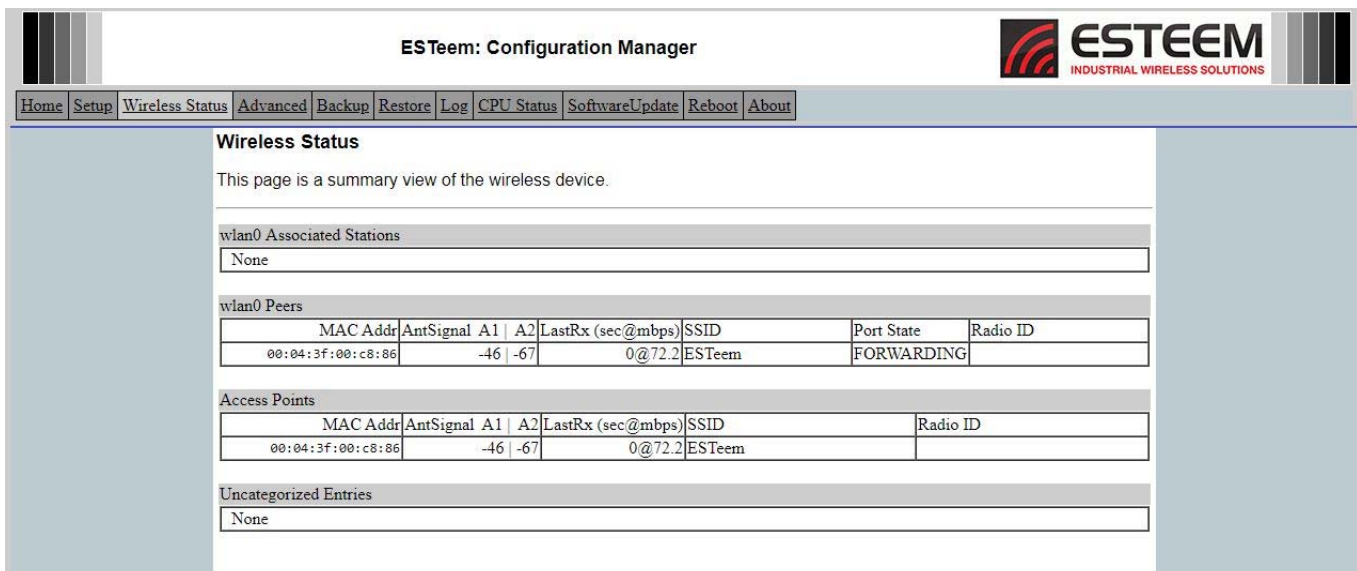 ESTeem: Configuration Manager
ESTEEM
INDUSTRIAL WIRELESS SOLUTIONS
Home Setup Wireless Status Advanced Backup Restore Log CPU Status SoftwareUpdate Reboot About
Wireless Status
This page is a summary view of the wireless device.
wlan0 Associated Stations
None
wlan0 Peers
MAC Addr AntSignal A1 | A2 LastRx (sec@mbps) SSID Port State Radio ID
00:04:3f:00:c8:86 -46 | -67 0@72.2 ESTeem FORWARDING
Access Points
MAC Addr AntSignal A1 | A2 LastRx (sec@mbps) SSID Radio ID
00:04:3f:00:c8:86 -46 | -67 0@72.2 ESTeem
Uncategorized Entries
None